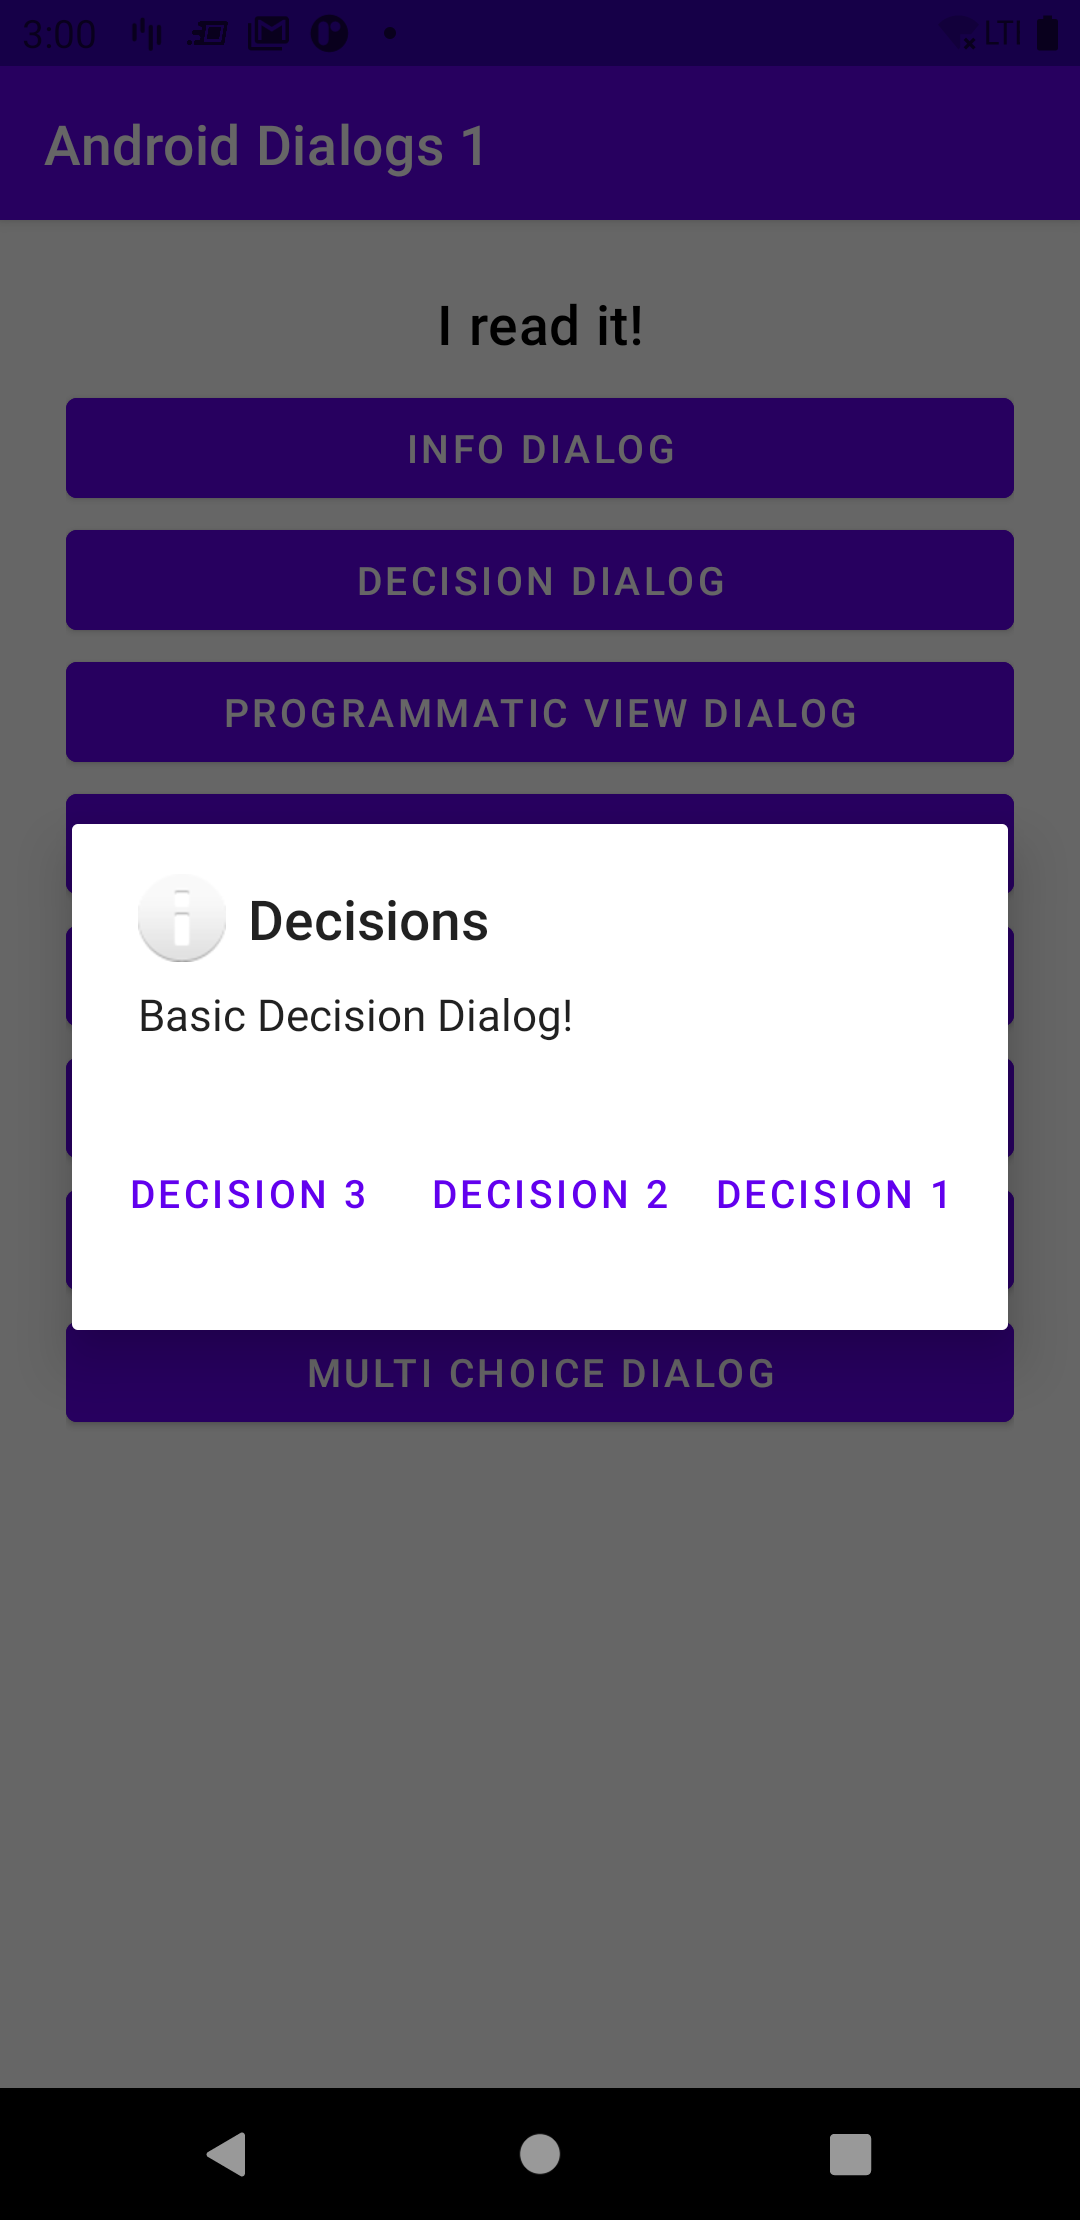 3:00
Android Dialogs 1
I read it!
INFO DIALOG
DECISION DIALOG
PROGRAMMATIC VIEW DIALOG
Decisions
Basic Decision Dialog!
DECISION 3 DECISION 2 DECISION 1
MULTI CHOICE DIALOG